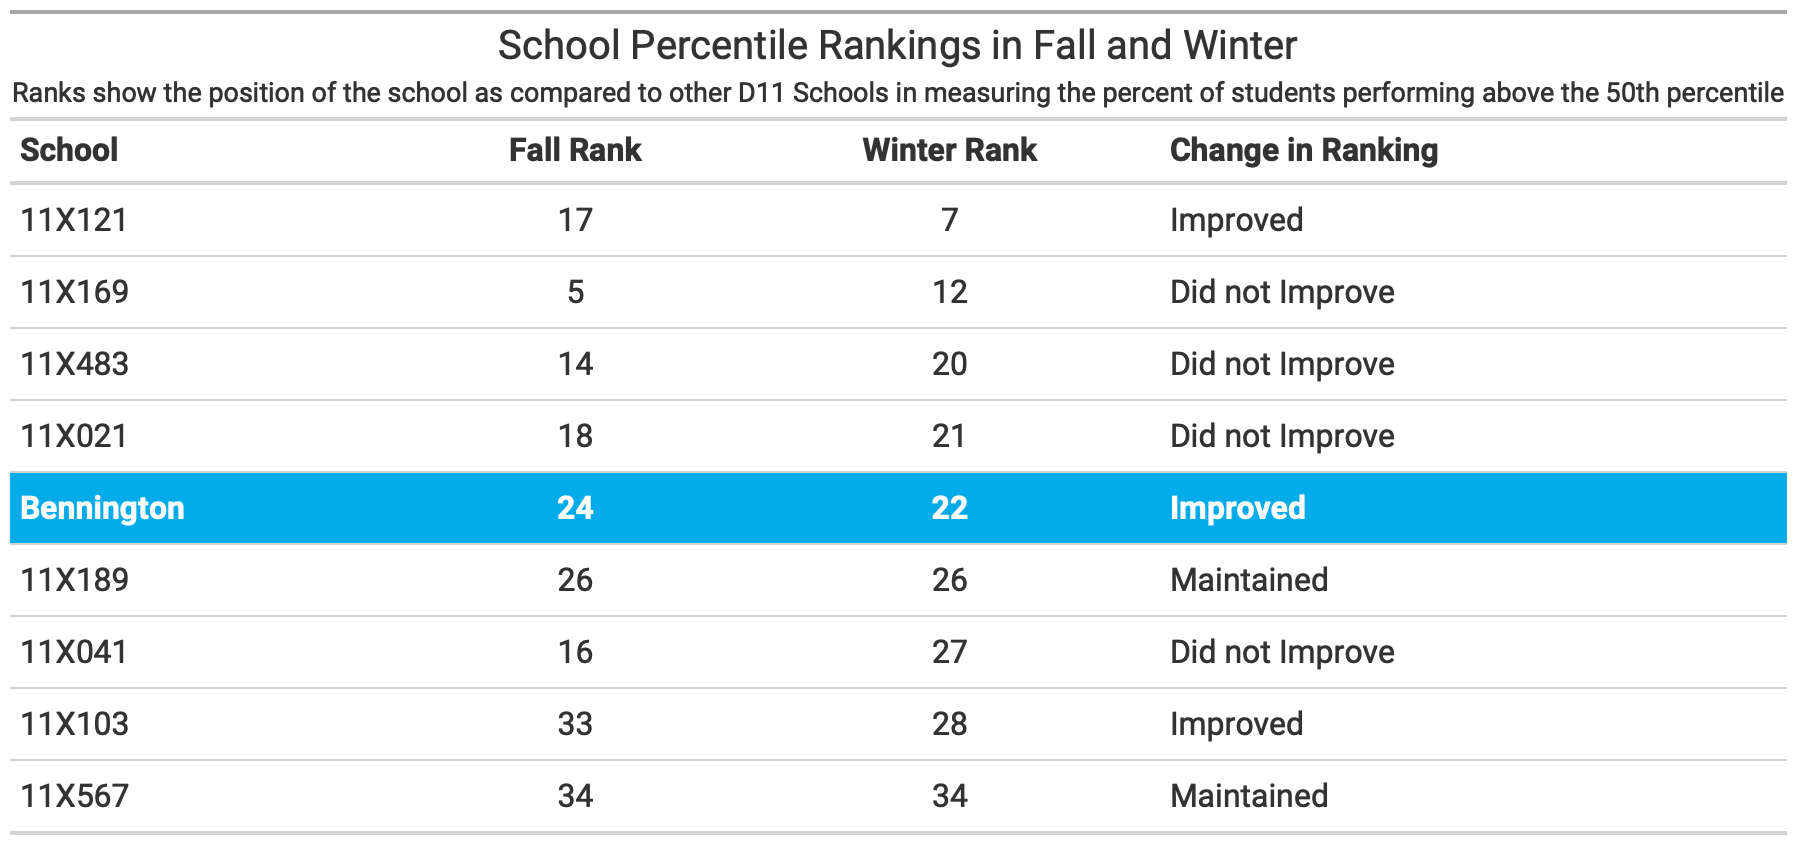 School Percentile Rankings in Fall and Winter
Ranks show the position of the school as compared to other D11 Schools in measuring the percent of students performing above the 50th percentile
School Fall Rank Winter Rank Change in Ranking
11X121 17 7 Improved
11X169 5 12 Did not Improve
11X483 14 20 Did not Improve
11X021 18 21 Did not Improve
Bennington 24 22 Improved
11X189 26 26 Maintained
11X041 16 27 Did not Improve
11X103 33 28 Improved
11X567 34 34 Maintained